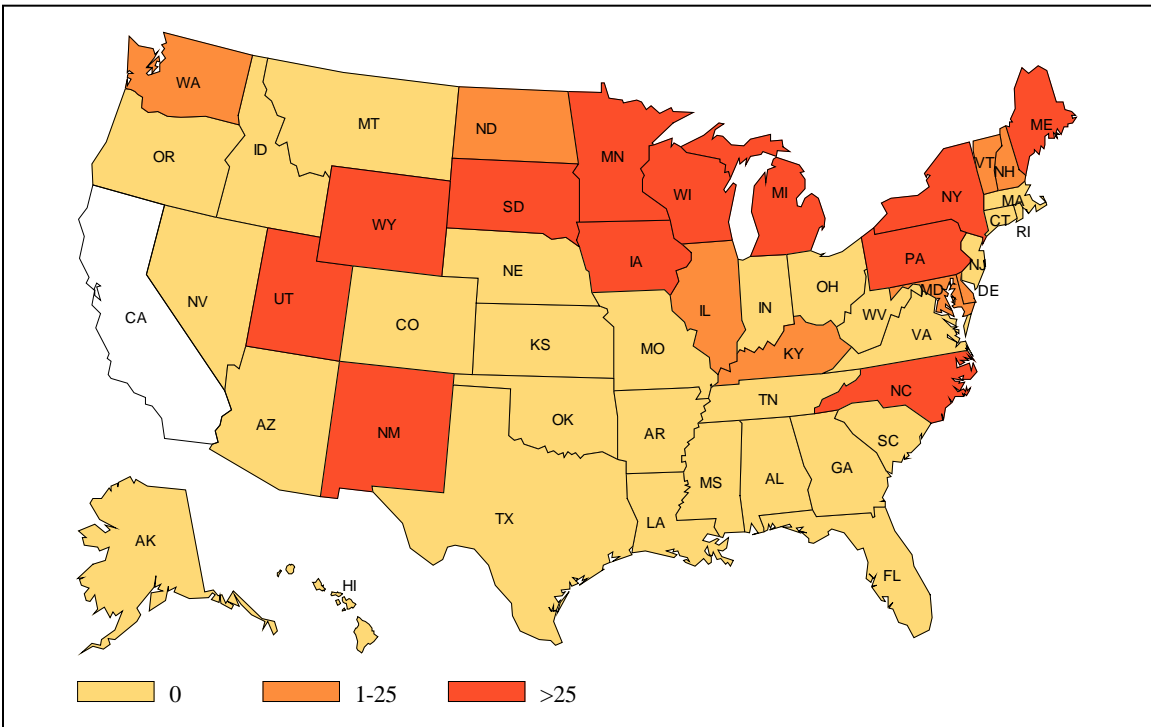 WA
MT
ND
MN
ME
OR
ID
VT
NH
WY
SD
WI
MI
NY
MA
CT
RI
IA
PA
NE
NJ
NV
UT
CA
CO
IL
IN
OH
MD
DE
WV
VA
KS
MO
KY
AZ
NM
OK
AR
TN
NC
SC
TX
LA
MS
AL
GA
AK
HI
FL
0
1-25
>25